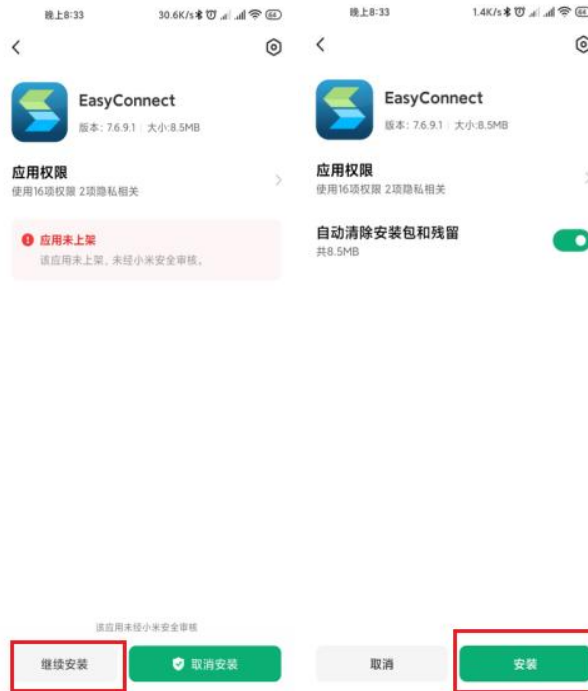 晚上8:33
30.6K/s
64
EasyConnect
版本: 7.6.9.1 | 大小:8.5MB
应用权限
使用16项权限 2项隐私相关
应用未上架
该应用未上架，未经小米安全审核。
该应用未经小米安全审核
继续安装
取消安装
晚上8:33
1.4K/s
64
EasyConnect
版本: 7.6.9.1 | 大小:8.5MB
应用权限
使用16项权限 2项隐私相关
自动清除安装包和残留
共8.5MB
取消
安装